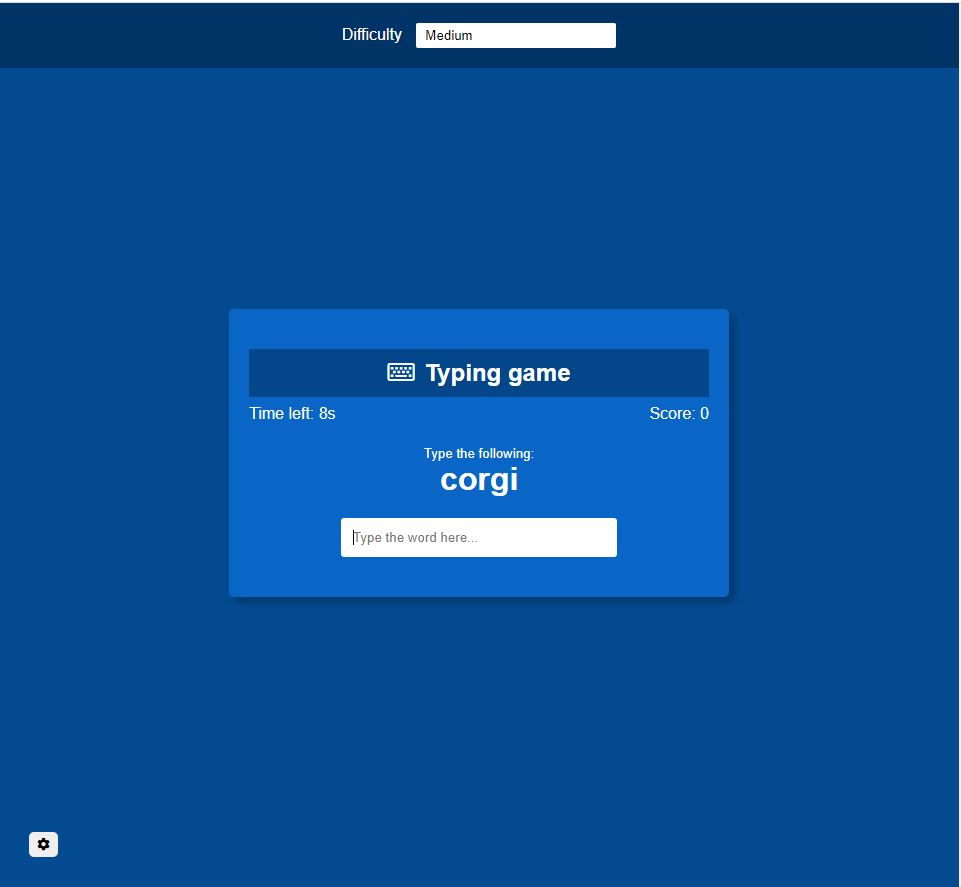 Difficulty Medium
Typing game
Time left: 8s Score: 0
Type the following:
corgi
Type the word here...